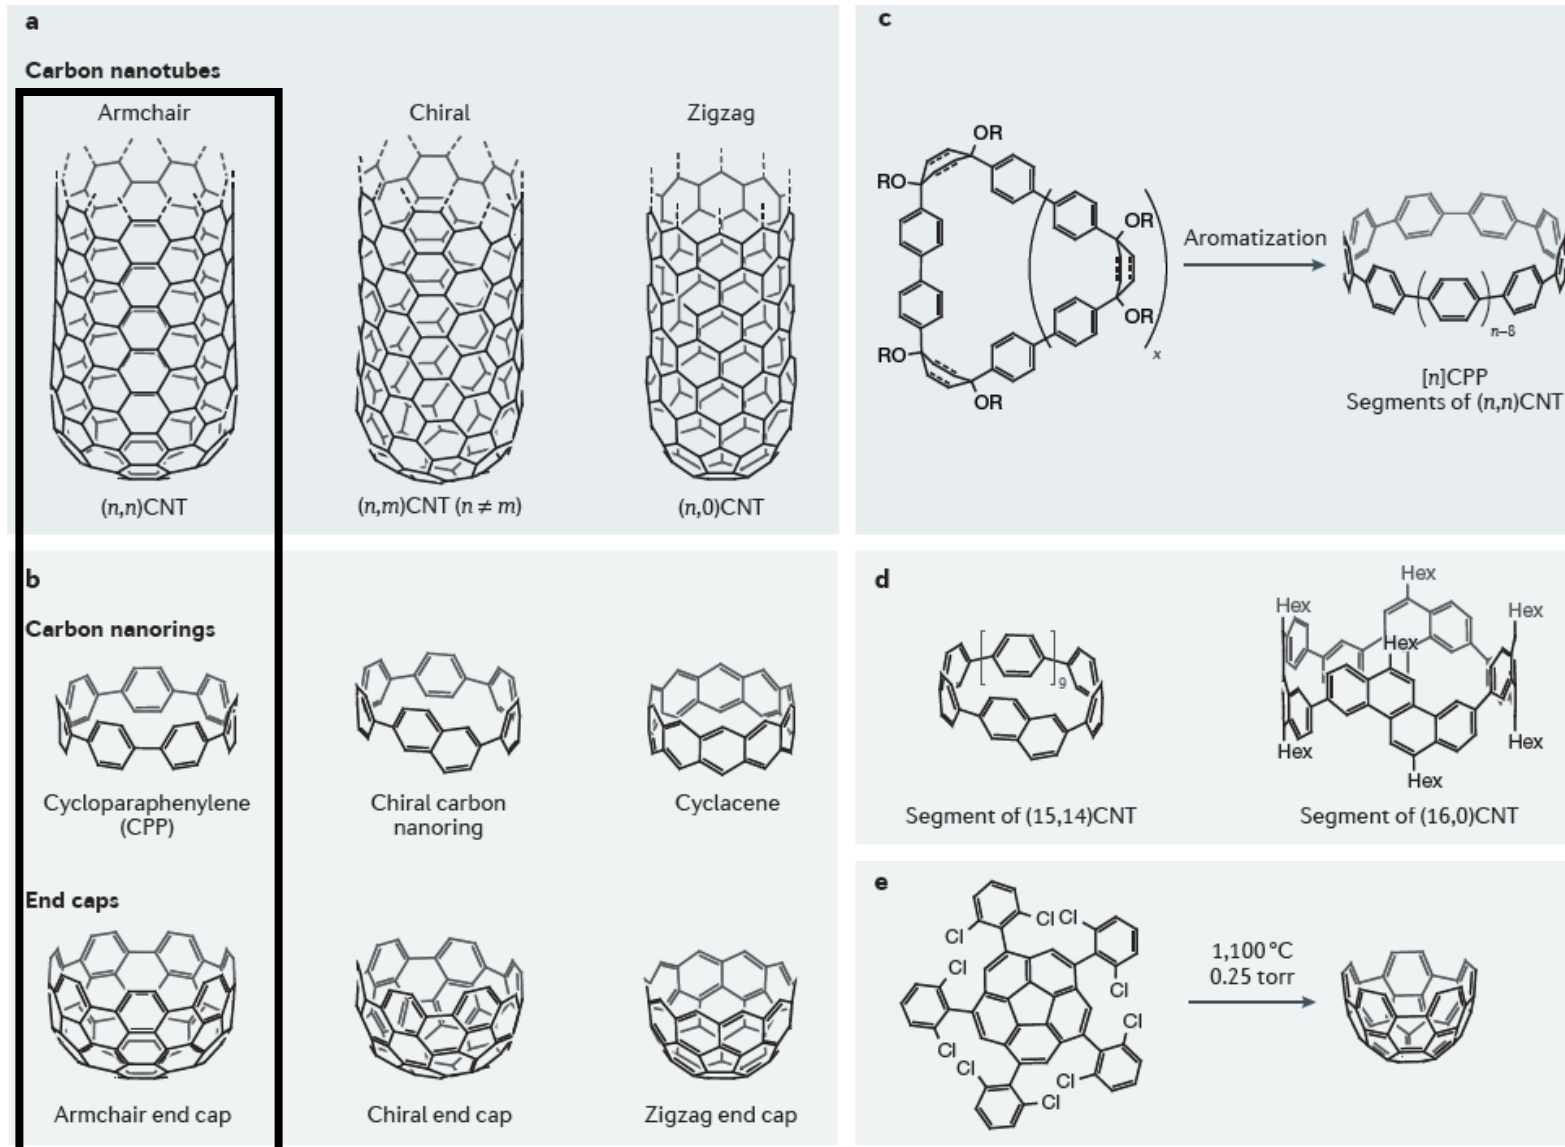 a
Carbon nanotubes
Armchair
Chiral
Zigzag
(n,n)CNT
(n,m)CNT (n ≠ m)
(n,0)CNT
b
Carbon nanorings
Cycloparaphenylene
(CPP)
Chiral carbon
nanoring
Cyclacene
End caps
Armchair end cap
Chiral end cap
Zigzag end cap
c
OR
RO
OR
OR
RO
OR
x
Aromatization
n–8
[n]CPP
Segments of (n,n)CNT
d
9
Segment of (15,14)CNT
Hex
Hex
Hex
Hex
Hex
Hex
Hex
Segment of (16,0)CNT
e
Cl
Cl
Cl
Cl
Cl
Cl
Cl
Cl
Cl
Cl
1,100 °C
0.25 torr